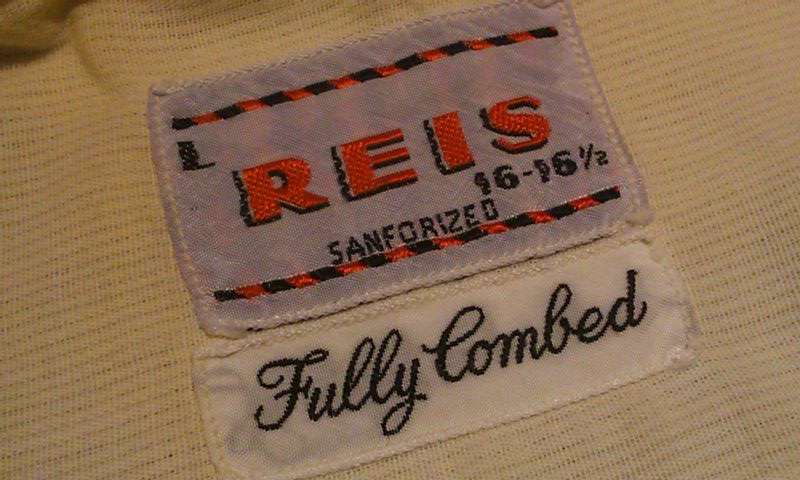 L
REIS
16-16½
SANFORIZED
Fully Combed